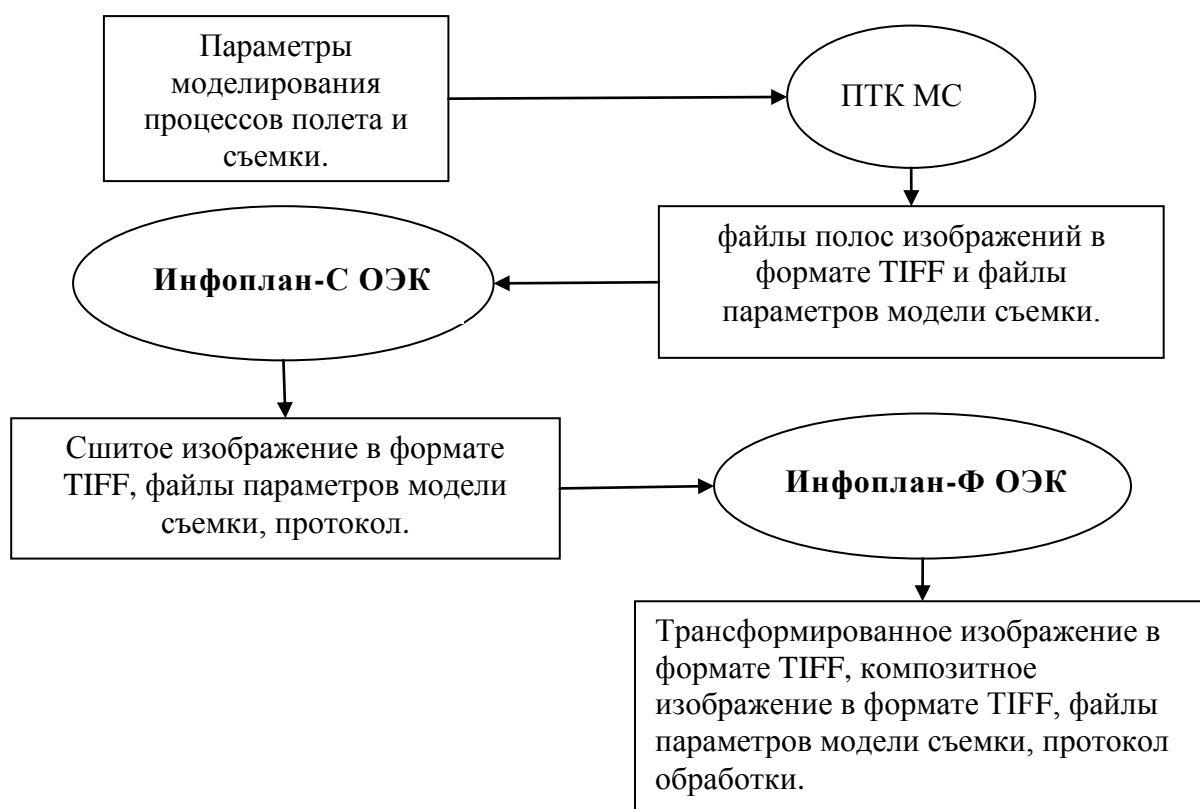 Параметры
моделирования
процессов полета и
съемки.
ПТК МС
файлы полос изображений в
формате TIFF и файлы
параметров модели съемки.
Инфоплан-С ОЭК
Сшитое изображение в формате
TIFF, файлы параметров модели
съемки, протокол.
Инфоплан-Ф ОЭК
Трансформированное изображение в
формате TIFF, композитное
изображение в формате TIFF, файлы
параметров модели съемки, протокол
обработки.